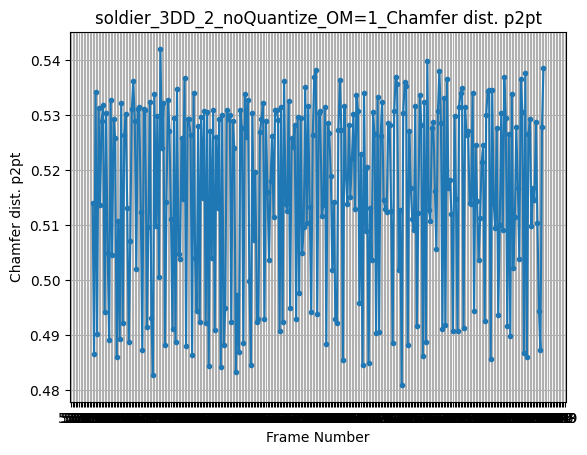 soldier_3DD_2_noQuantize_OM=1_Chamfer dist. p2pt
Chamfer dist. p2pt
0.54
0.53
0.52
0.51
0.50
0.49
0.48
Frame Number